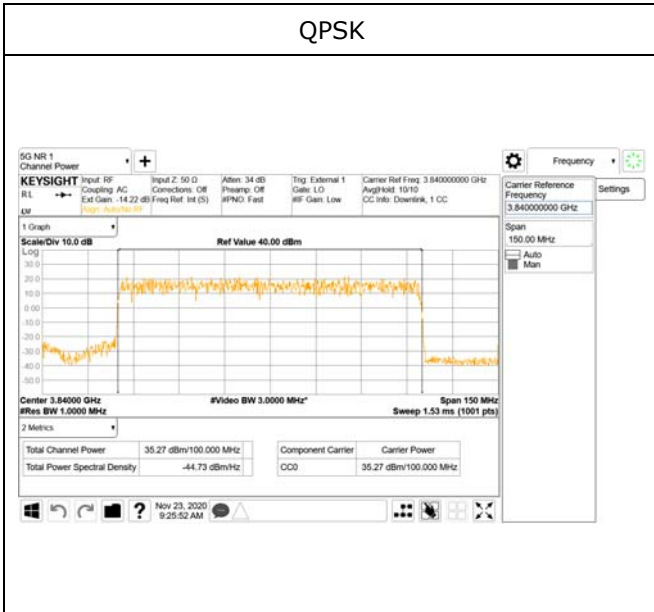 QPSK
5G NR 1
Channel Power
+
Frequency
KEYSIGHT
RL
Input: RF
Coupling: AC
Ext Gain: -14.22 dB
Align: Auto/No RF
Input Z: 50 Ω
Corrections: Off
Freq Ref: Int (S)
Atten: 34 dB
Preamp: Off
#PNO: Fast
Trig: External 1
Gate: LO
#IF Gain: Low
Carrier Ref Freq: 3.840000000 GHz
Avg|Hold: 10/10
CC Info: Downlink, 1 CC
Carrier Reference
Frequency
3.840000000 GHz
Settings
Span
150.00 MHz
Auto
Man
1 Graph
Scale/Div 10.0 dB
Ref Value 40.00 dBm
Log
30.0
20.0
10.0
0.00
-10.0
-20.0
-30.0
-40.0
-50.0
Center 3.84000 GHz
#Video BW 3.0000 MHz*
Span 150 MHz
#Res BW 1.0000 MHz
Sweep 1.53 ms (1001 pts)
2 Metrics
Total Channel Power 35.27 dBm/100.000 MHz
Total Power Spectral Density -44.73 dBm/Hz
Component Carrier Carrier Power
CC0 35.27 dBm/100.000 MHz
?
Nov 23, 2020
9:25:52 AM